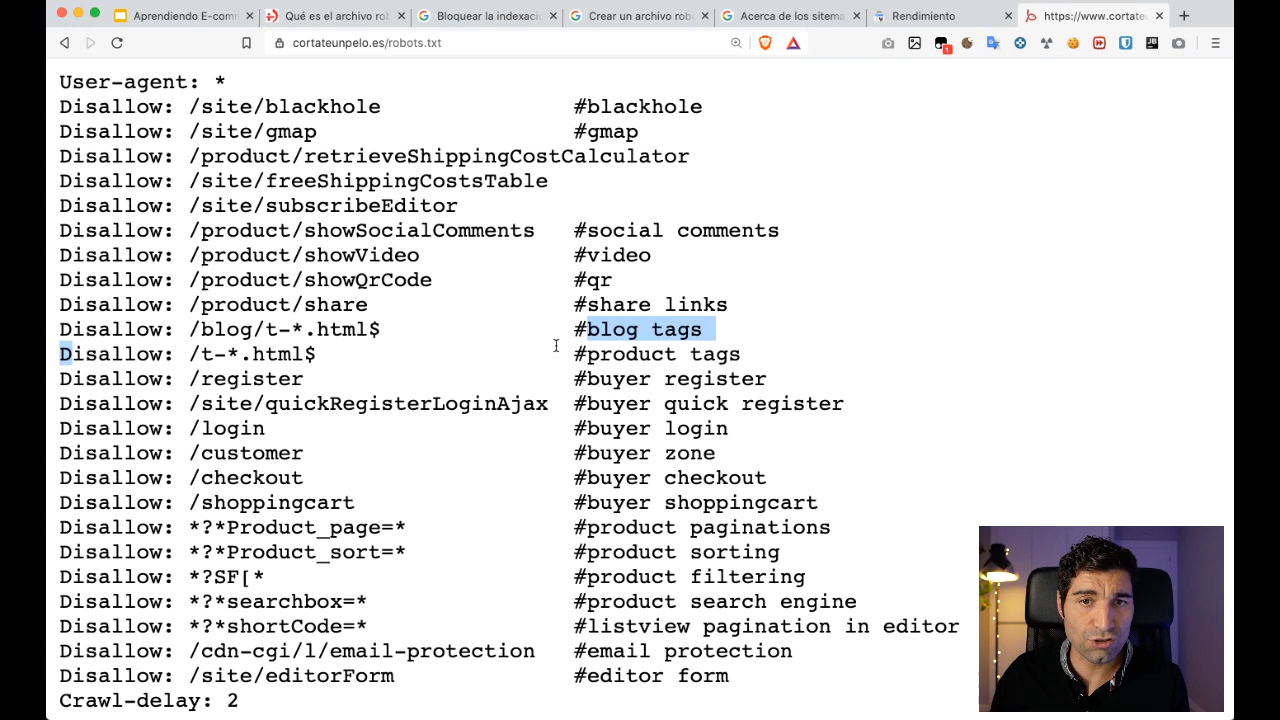 Aprendiendo E-com
Qué es el archivo rob
Bloquear la indexació
Crear un archivo robo
Acerca de los sitema
Rendimiento
https://www.cortateu
cortateunpelo.es/robots.txt
1
User-agent: *
Disallow: /site/blackhole #blackhole
Disallow: /site/gmap #gmap
Disallow: /product/retrieveShippingCostCalculator
Disallow: /site/freeShippingCostsTable
Disallow: /site/subscribeEditor
Disallow: /product/showSocialComments #social comments
Disallow: /product/showVideo #video
Disallow: /product/showQrCode #qr
Disallow: /product/share #share links
Disallow: /blog/t-*.html$ #blog tags
Disallow: /t-*.html$ #product tags
Disallow: /register #buyer register
Disallow: /site/quickRegisterLoginAjax #buyer quick register
Disallow: /login #buyer login
Disallow: /customer #buyer zone
Disallow: /checkout #buyer checkout
Disallow: /shoppingcart #buyer shoppingcart
Disallow: *?*Product_page=* #product paginations
Disallow: *?*Product_sort=* #product sorting
Disallow: *?SF[* #product filtering
Disallow: *?*searchbox=* #product search engine
Disallow: *?*shortCode=* #listview pagination in editor
Disallow: /cdn-cgi/l/email-protection #email protection
Disallow: /site/editorForm #editor form
Crawl-delay: 2